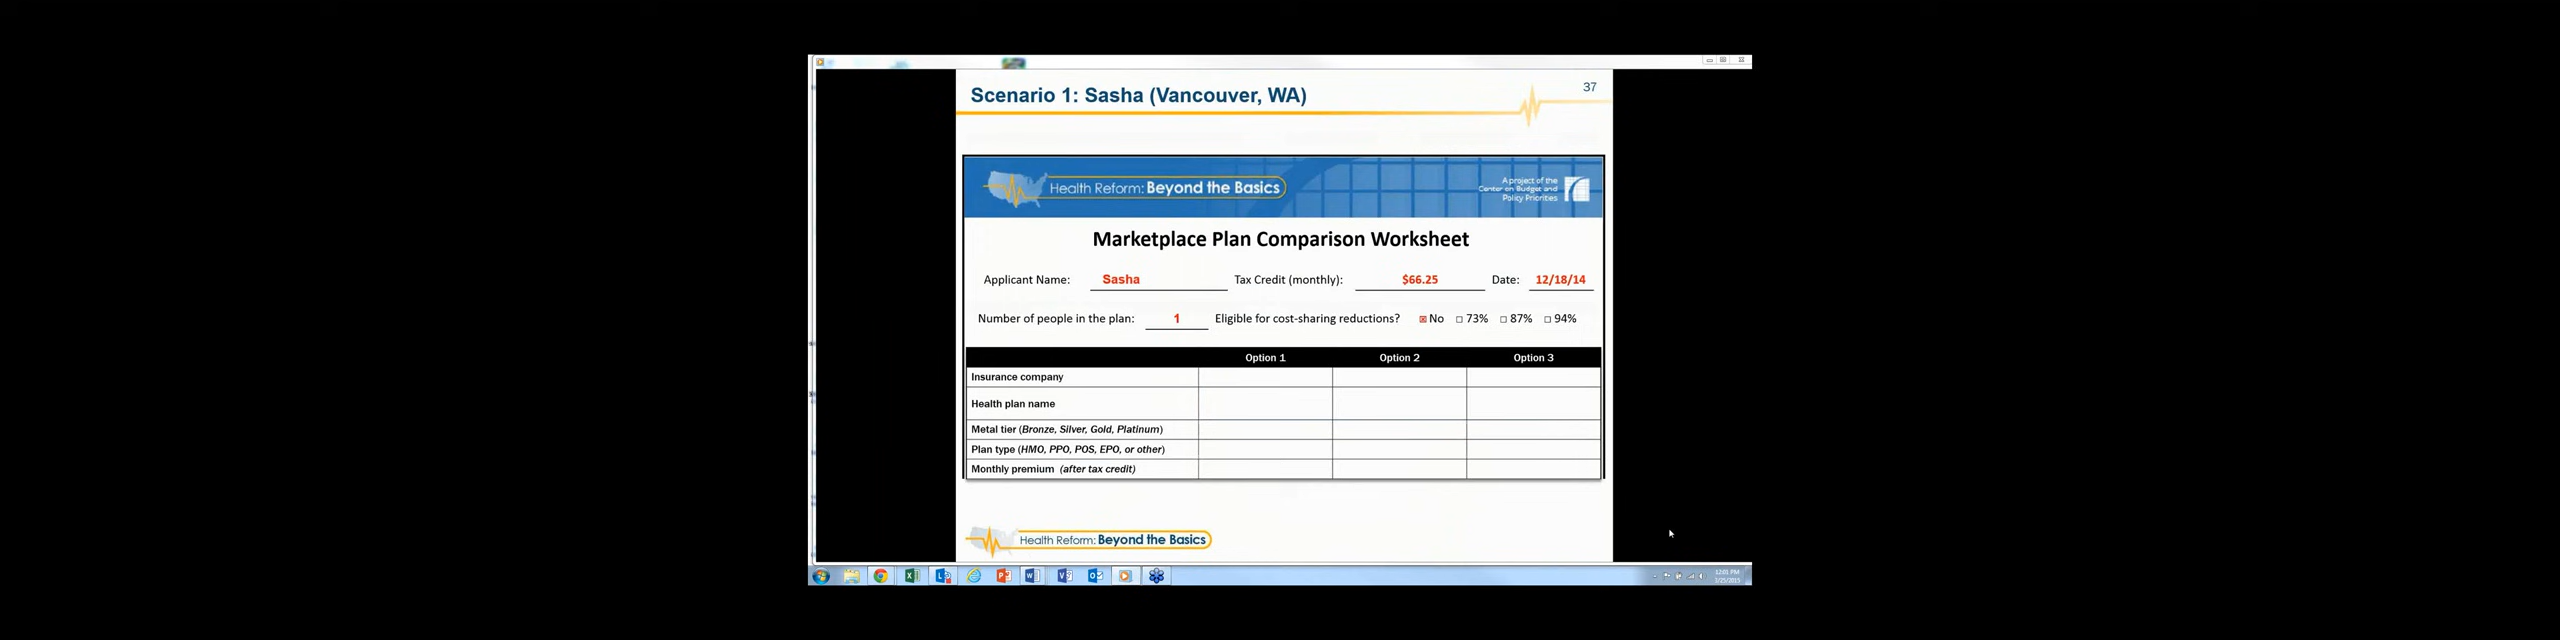 37
Scenario 1: Sasha (Vancouver, WA)
Health Reform: Beyond the Basics
A project of the
Center on Budget and
Policy Priorities
Marketplace Plan Comparison Worksheet
Applicant Name: Sasha Tax Credit (monthly): $66.25 Date: 12/18/14
Number of people in the plan: 1 Eligible for cost-sharing reductions? No 73% 87% 94%
Option 1 Option 2 Option 3
Insurance company
Health plan name
Metal tier (Bronze, Silver, Gold, Platinum)
Plan type (HMO, PPO, POS, EPO, or other)
Monthly premium (after tax credit)
Health Reform: Beyond the Basics
12:01 PM